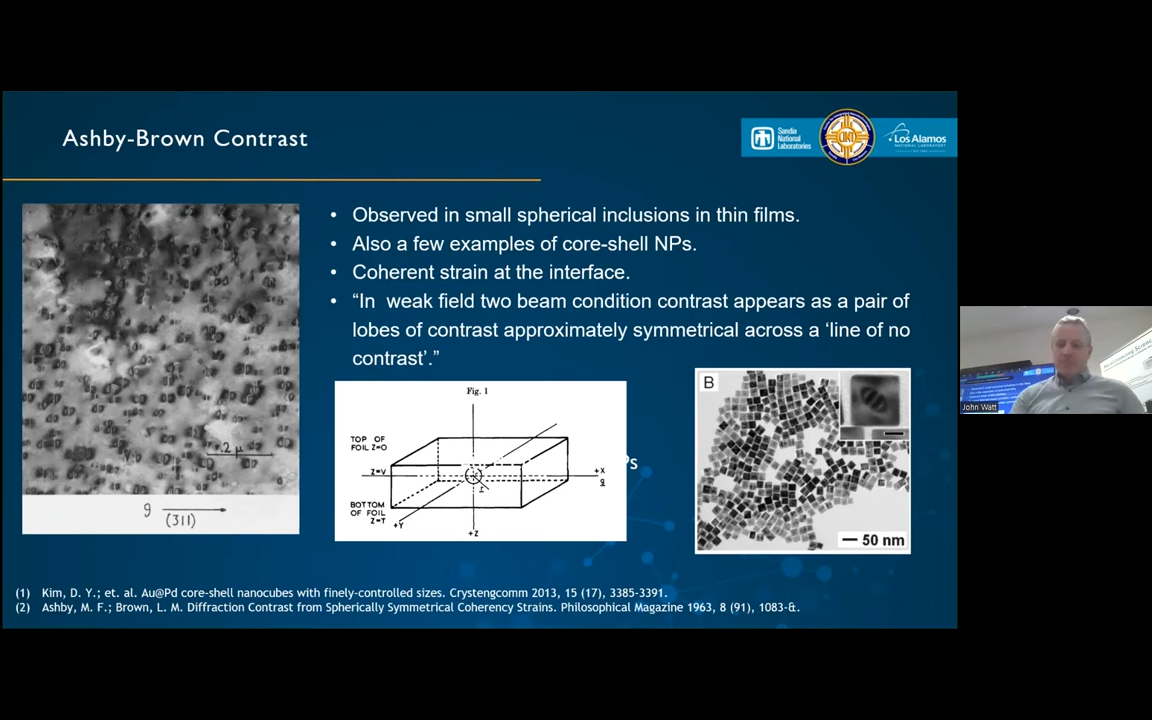 Ashby-Brown Contrast
Sandia
National
Laboratories
Los Alamos
NATIONAL LABORATORY
• Observed in small spherical inclusions in thin films.
• Also a few examples of core-shell NPs.
• Coherent strain at the interface.
• “In weak field two beam condition contrast appears as a pair of
lobes of contrast approximately symmetrical across a ‘line of no
contrast’.”
.2 μ
g
(311)
Fig. 1
TOP OF
FOIL Z=O
Z=V
BOTTOM
OF FOIL
Z=T
+Y
+Z
+X
g
r
Ps
B
50 nm
John Watt
(1) Kim, D. Y.; et. al. Au@Pd core-shell nanocubes with finely-controlled sizes. Crystengcomm 2013, 15 (17), 3385-3391.
(2) Ashby, M. F.; Brown, L. M. Diffraction Contrast from Spherically Symmetrical Coherency Strains. Philosophical Magazine 1963, 8 (91), 1083-&.